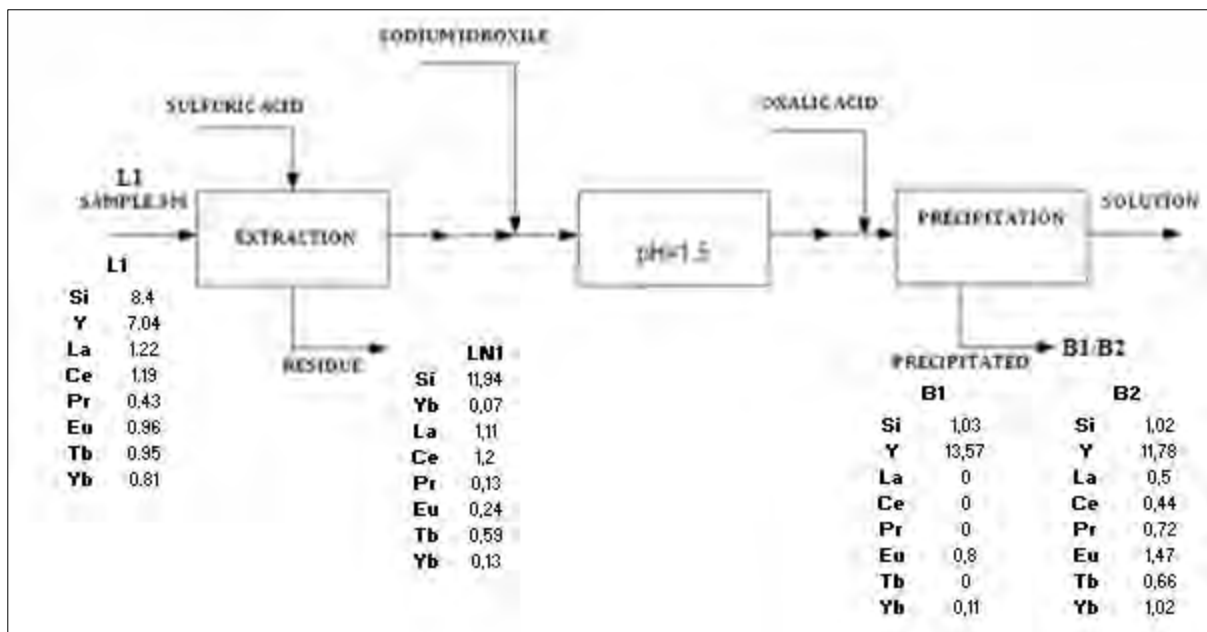 SODIUM IDROXILE
SULFURIC ACID
OXALIC ACID
L1
SAMPLE
EXTRACTION
pH=1.5
PRECIPITATION
SOLUTION
RESIDUE
PRECIPITATED
B1/B2
L1
Si 8.4
Y 7.04
La 1.22
Ce 1.19
Pr 0.43
Eu 0.96
Tb 0.95
Yb 0.81
LN1
Si 11,94
Yb 0,07
La 1,11
Ce 1,2
Pr 0,13
Eu 0,24
Tb 0,59
Yb 0,13
B1
Si 1,03
Y 13,57
La 0
Ce 0
Pr 0
Eu 0,8
Tb 0
Yb 0,11
B2
Si 1,02
Y 11,78
La 0,5
Ce 0,44
Pr 0,72
Eu 1,47
Tb 0,66
Yb 1,02